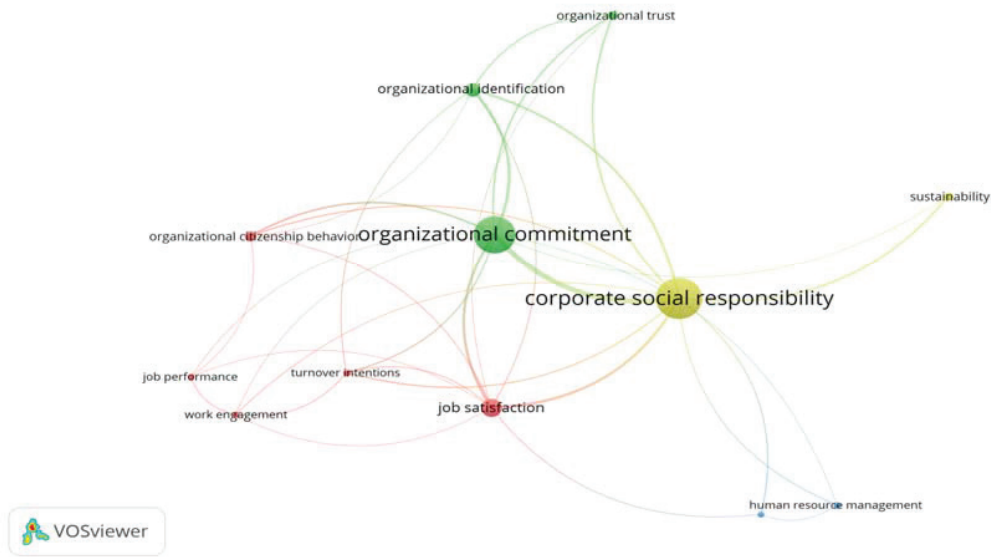 organizational trust
organizational identification
sustainability
organizational citizenship behavior
organizational commitment
corporate social responsibility
job performance
turnover intentions
work engagement
job satisfaction
human resource management
VOSviewer